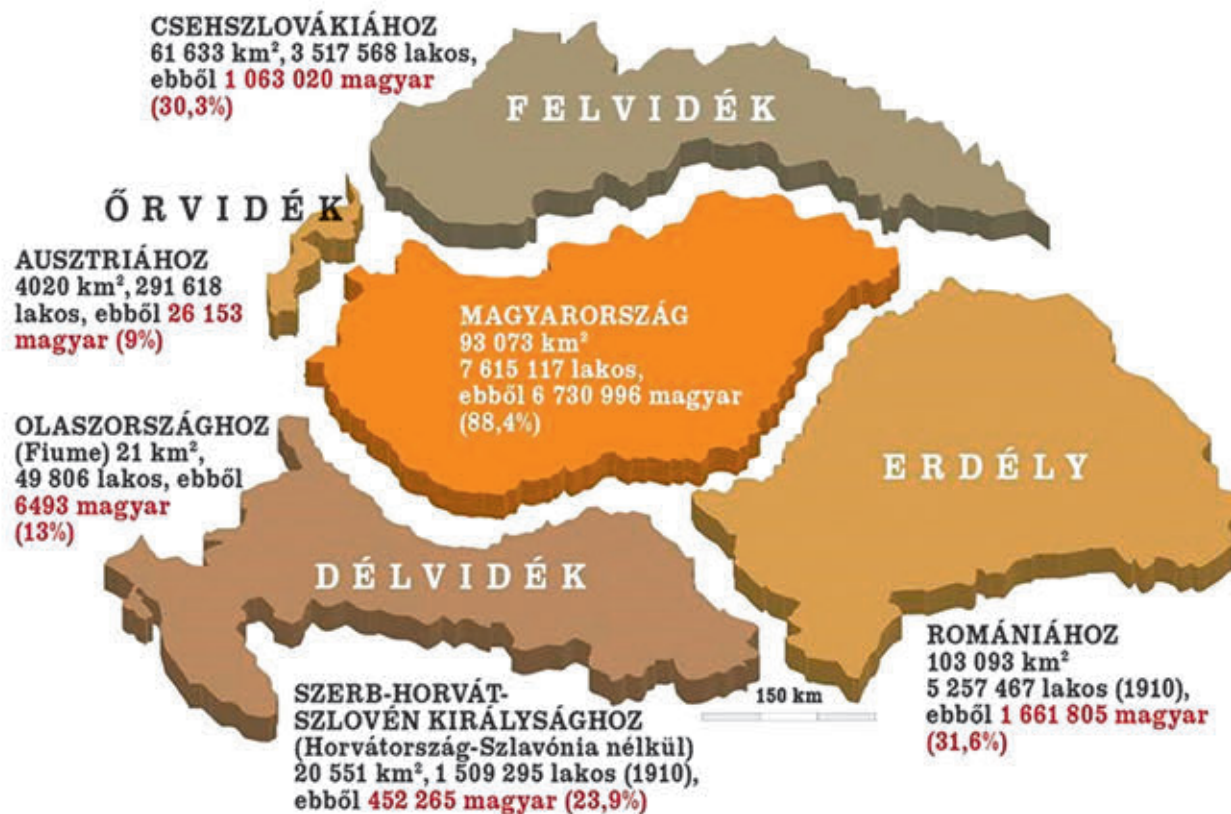 CSEHSZLOVÁKIÁHOZ
61 633 km², 3 517 568 lakos,
ebből 1 063 020 magyar
(30,3%)
FELVIDÉK
ŐRVIDÉK
AUSZTRIÁHOZ
4020 km², 291 618
lakos, ebből 26 153
magyar (9%)
MAGYARORSZÁG
93 073 km²
7 615 117 lakos,
ebből 6 730 996 magyar
(88,4%)
OLASZORSZÁGHOZ
(Fiume) 21 km²,
49 806 lakos, ebből
6493 magyar
(13%)
ERDÉLY
DÉLVIDÉK
ROMÁNIÁHOZ
103 093 km²
5 257 467 lakos (1910),
ebből 1 661 805 magyar
(31,6%)
150 km
SZERB-HORVÁT-
SZLOVÉN KIRÁLYSÁGHOZ
(Horvátország-Szlavónia nélkül)
20 551 km², 1 509 295 lakos (1910),
ebből 452 265 magyar (23,9%)